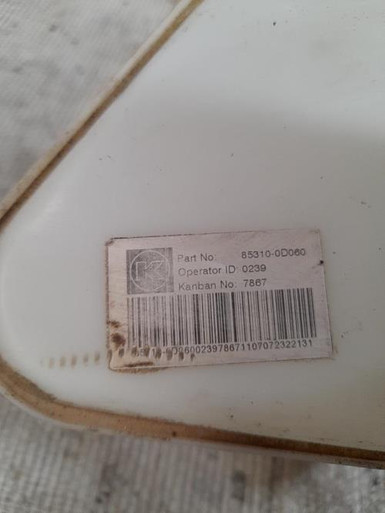 K
Part No: 85310-0D060
Operator ID: 0239
Kanban No: 7867